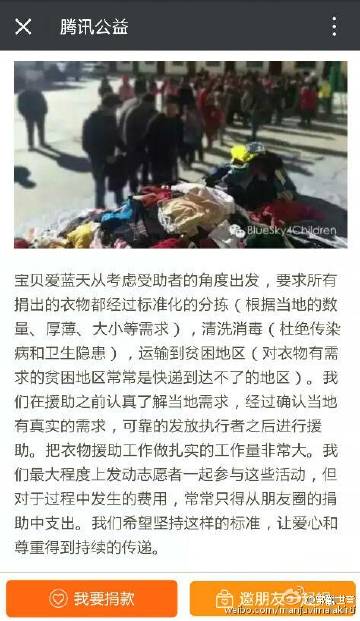 腾讯公益
BlueSky4Children
宝贝爱蓝天从考虑受助者的角度出发，要求所有
捐出的衣物都经过标准化的分拣（根据当地的数
量、厚薄、大小等需求），清洗消毒（杜绝传染
病和卫生隐患），运输到贫困地区（对衣物有需
求的贫困地区常常是快递到达不了的地区）。我
们在援助之前认真了解当地需求，经过确认当地
有真实的需求，可靠的发放执行者之后进行援
助。把衣物援助工作做扎实的工作量非常大。我
们最大程度上发动志愿者一起参与这些活动，但
对于过程中发生的费用，常常只得从朋友圈的捐
助中支出。我们希望坚持这样的标准，让爱心和
尊重得到持续的传递。
我要捐款
邀朋友一起捐